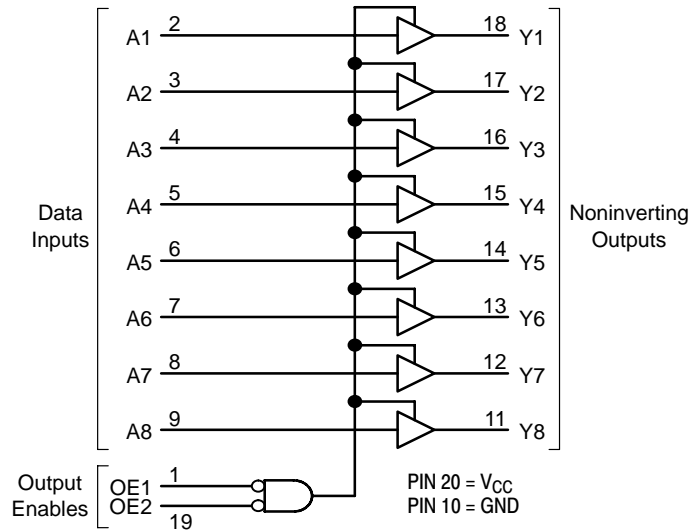 A1 2 18 Y1
A2 3 17 Y2
A3 4 16 Y3
A4 5 15 Y4
Data
Inputs
Noninverting
Outputs
A5 6 14 Y5
A6 7 13 Y6
A7 8 12 Y7
A8 9 11 Y8
Output
Enables
OE1 1
OE2 19
PIN 20 = VCC
PIN 10 = GND